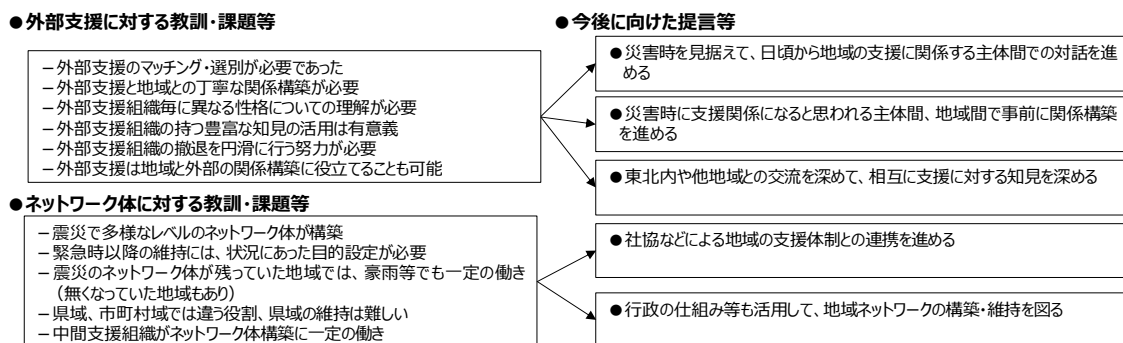 ●外部支援に対する教訓・課題等
－外部支援のマッチング・選別が必要であった
－外部支援と地域との丁寧な関係構築が必要
－外部支援組織毎に異なる性格についての理解が必要
－外部支援組織の持つ豊富な知見の活用は有意義
－外部支援組織の撤退を円滑に行う努力が必要
－外部支援は地域と外部の関係構築に役立てることも可能
●ネットワーク体に対する教訓・課題等
－震災で多様なレベルのネットワーク体が構築
－緊急時以降の維持には、状況にあった目的設定が必要
－震災のネットワーク体が残っていた地域では、豪雨等でも一定の働き
（無くなっていた地域もあり）
－県域、市町村域では違う役割、県域の維持は難しい
－中間支援組織がネットワーク体構築に一定の働き
●今後に向けた提言等
●災害時を見据えて、日頃から地域の支援に関係する主体間での対話を進
める
●災害時に支援関係になると思われる主体間、地域間で事前に関係構築
を進める
●東北内や他地域との交流を深めて、相互に支援に対する知見を深める
●社協などによる地域の支援体制との連携を進める
●行政の仕組み等も活用して、地域ネットワークの構築・維持を図る